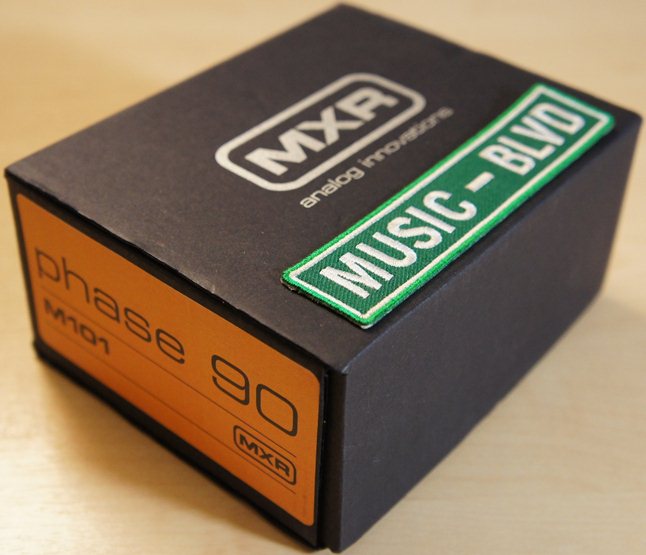 MXR
analog innovations
MUSIC - BLVD
phase 90
M101
MXR